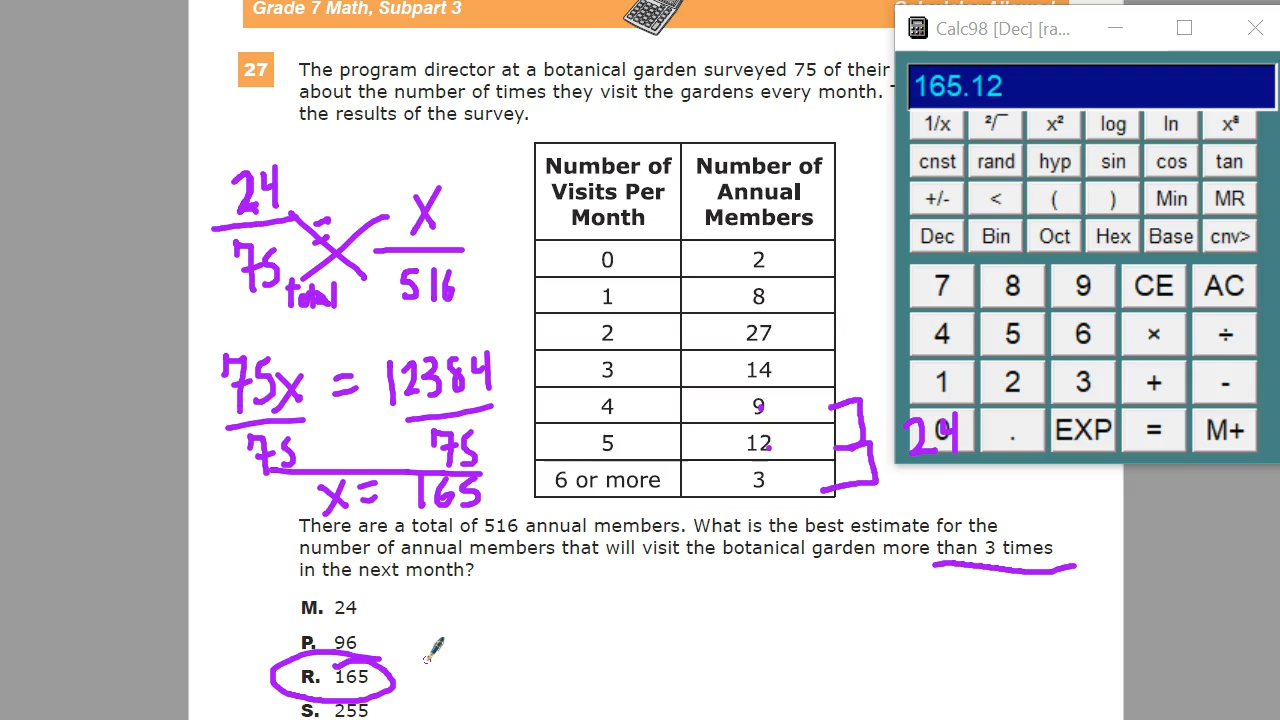 Grade 7 Math, Subpart 3
Calc98 [Dec] [ra...
27
The program director at a botanical garden surveyed 75 of their
about the number of times they visit the gardens every month.
the results of the survey.
165.12
1/x ²/‾ x² log ln xª
cnst rand hyp sin cos tan
+/- < ( ) Min MR
Dec Bin Oct Hex Base cnv>
7 8 9 CE AC
4 5 6 × ÷
1 2 3 + -
0 . EXP = M+
24
24
75
=
x
516
total
75x = 12384
75 75
x = 165
Number of Visits Per Month
Number of Annual Members
0 2
1 8
2 27
3 14
4 9
5 12
6 or more 3
There are a total of 516 annual members. What is the best estimate for the
number of annual members that will visit the botanical garden more than 3 times
in the next month?
M. 24
P. 96
R. 165
S. 255